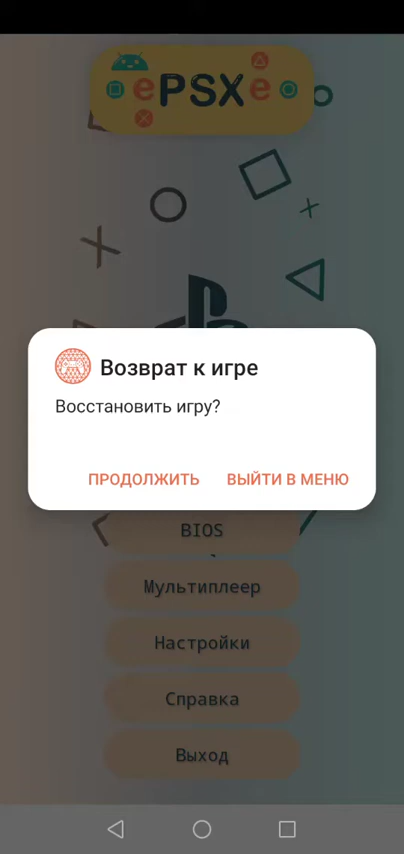 ePSXe
Возврат к игре
Восстановить игру?
ПРОДОЛЖИТЬ ВЫЙТИ В МЕНЮ
BIOS
Мультиплеер
Настройки
Справка
Выход